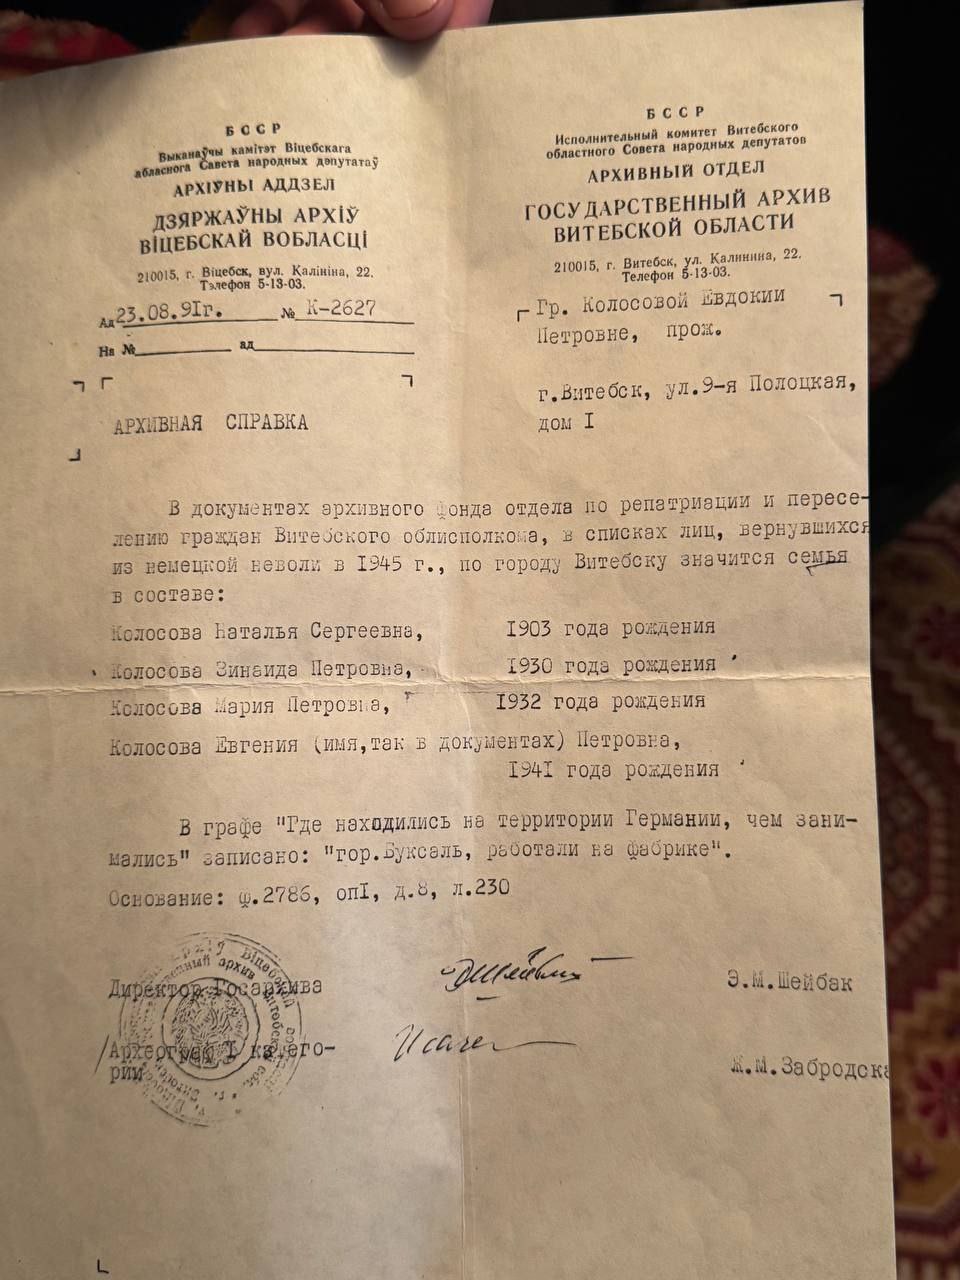 БССР
Выканаўчы камітэт Віцебскага
абласнога Савета народных дэпутатаў
АРХІЎНЫ АДДЗЕЛ
ДЗЯРЖАЎНЫ АРХІЎ
ВІЦЕБСКАЙ ВОБЛАСЦІ
210015, г. Віцебск, вул. Калініна, 22.
Тэлефон 5-13-03.
Ад 23.08.91г. № К-2627
На № ад
БССР
Исполнительный комитет Витебского
областного Совета народных депутатов
АРХИВНЫЙ ОТДЕЛ
ГОСУДАРСТВЕННЫЙ АРХИВ
ВИТЕБСКОЙ ОБЛАСТИ
210015, г. Витебск, ул. Калинина, 22.
Телефон 5-13-03.
Гр. Колосовой Евдокии
Петровне, прож.
г.Витебск, ул.9-я Полоцкая,
дом I
АРХИВНАЯ СПРАВКА
В документах архивного фонда отдела по репатриации и пересе-
лению граждан Витебского облисполкома, в списках лиц, вернувшихся
из немецкой неволи в 1945 г., по городу Витебску значится семья
в составе:
Колосова Наталья Сергеевна, 1903 года рождения
Колосова Зинаида Петровна, 1930 года рождения
Колосова Мария Петровна, 1932 года рождения
Колосова Евгения (имя,так в документах) Петровна,
1941 года рождения
В графе "Где находились на территории Германии, чем зани-
мались" записано: "гор.Буксаль, работали на фабрике".
Основание: ф.2786, опI, д.8, л.230
Директор Госархива Э.М.Шейбак
Археограф I катего-
рии Ж.М.Забродска